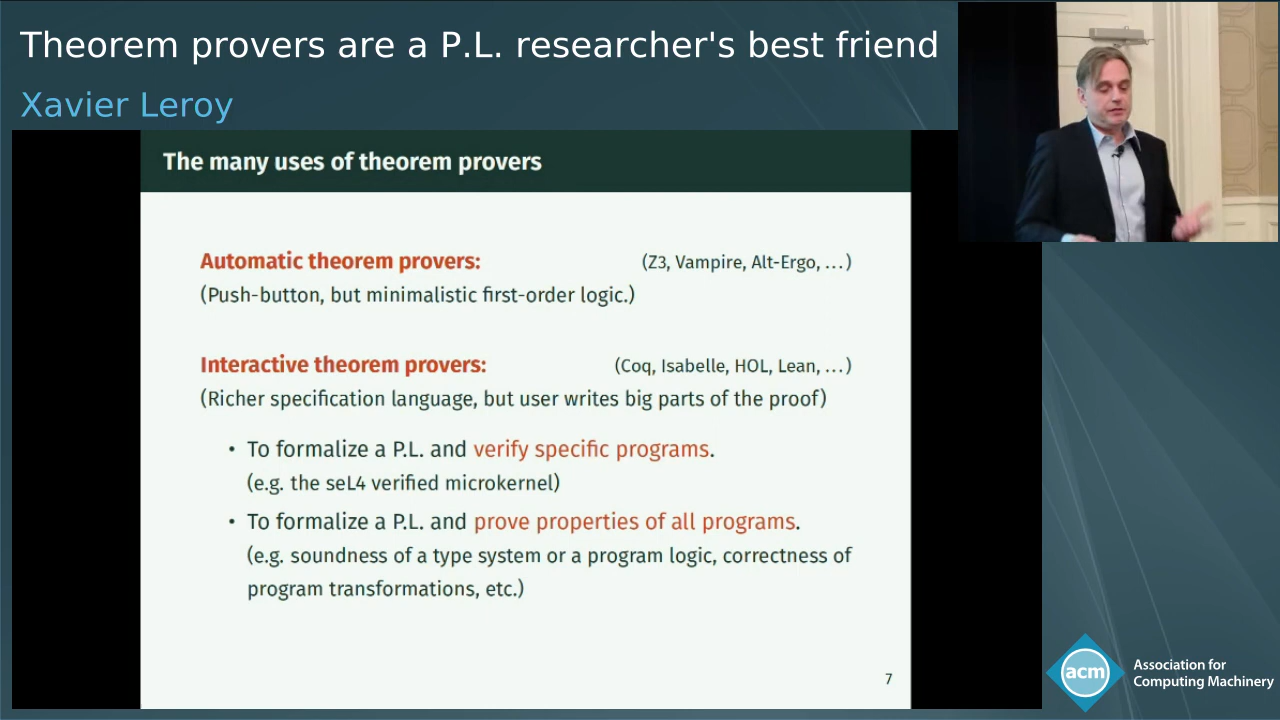 Theorem provers are a P.L. researcher's best friend
Xavier Leroy
The many uses of theorem provers
Automatic theorem provers: (Z3, Vampire, Alt-Ergo, ...)
(Push-button, but minimalistic first-order logic.)
Interactive theorem provers: (Coq, Isabelle, HOL, Lean, ...)
(Richer specification language, but user writes big parts of the proof)
• To formalize a P.L. and verify specific programs.
(e.g. the seL4 verified microkernel)
• To formalize a P.L. and prove properties of all programs.
(e.g. soundness of a type system or a program logic, correctness of
program transformations, etc.)
7
acm
Association for
Computing Machinery